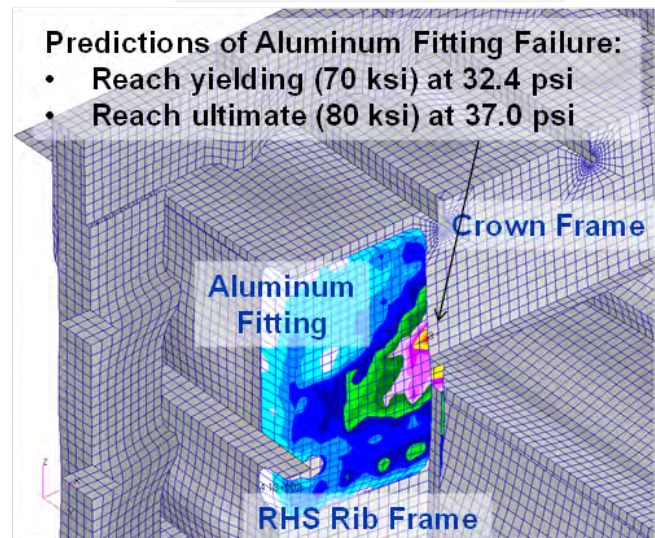 Predictions of Aluminum Fitting Failure:
• Reach yielding (70 ksi) at 32.4 psi
• Reach ultimate (80 ksi) at 37.0 psi
Crown Frame
Aluminum
Fitting
RHS Rib Frame